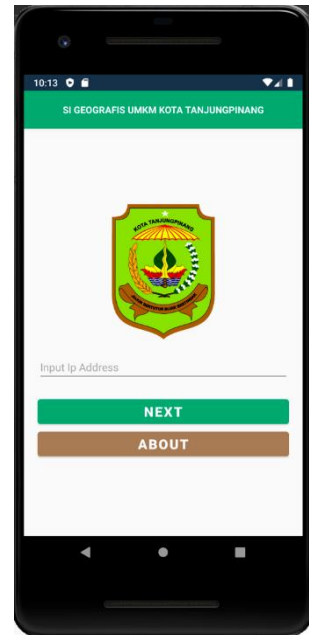 10:13
SI GEOGRAFIS UMKM KOTA TANJUNGPINANG
KOTA TANJUNGPINANG
Input Ip Address
NEXT
ABOUT